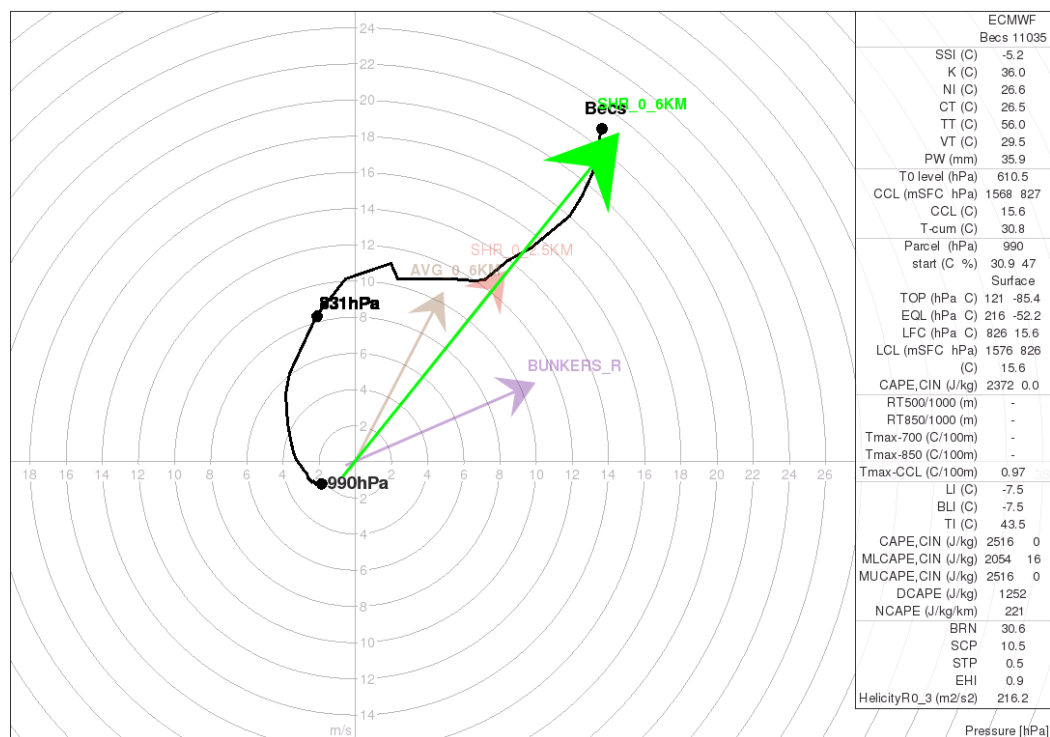 24
22
20
18
16
14
12
10
8
6
4
2
18 16 14 12 10 8 6 4 2 2 4 6 8 10 12 14 16 18 20 22 24 26
2
4
6
8
10
12
14
m/s
Becs
SHR_0_6KM
SHR_0_2.5KM
AVG_0_6KM
BUNKERS_R
831hPa
990hPa
ECMWF
Becs 11035
SSI (C) -5.2
K (C) 36.0
NI (C) 26.6
CT (C) 26.5
TT (C) 56.0
VT (C) 29.5
PW (mm) 35.9
T0 level (hPa) 610.5
CCL (mSFC hPa) 1568 827
CCL (C) 15.6
T-cum (C) 30.8
Parcel (hPa) 990
start (C %) 30.9 47
Surface
TOP (hPa C) 121 -85.4
EQL (hPa C) 216 -52.2
LFC (hPa C) 826 15.6
LCL (mSFC hPa) 1576 826
(C) 15.6
CAPE,CIN (J/kg) 2372 0.0
RT500/1000 (m) -
RT850/1000 (m) -
Tmax-700 (C/100m) -
Tmax-850 (C/100m) -
Tmax-CCL (C/100m) 0.97
LI (C) -7.5
BLI (C) -7.5
TI (C) 43.5
CAPE,CIN (J/kg) 2516 0
MLCAPE,CIN (J/kg) 2054 16
MUCAPE,CIN (J/kg) 2516 0
DCAPE (J/kg) 1252
NCAPE (J/kg/km) 221
BRN 30.6
SCP 10.5
STP 0.5
EHI 0.9
HelicityR0_3 (m2/s2) 216.2
Pressure [hPa]